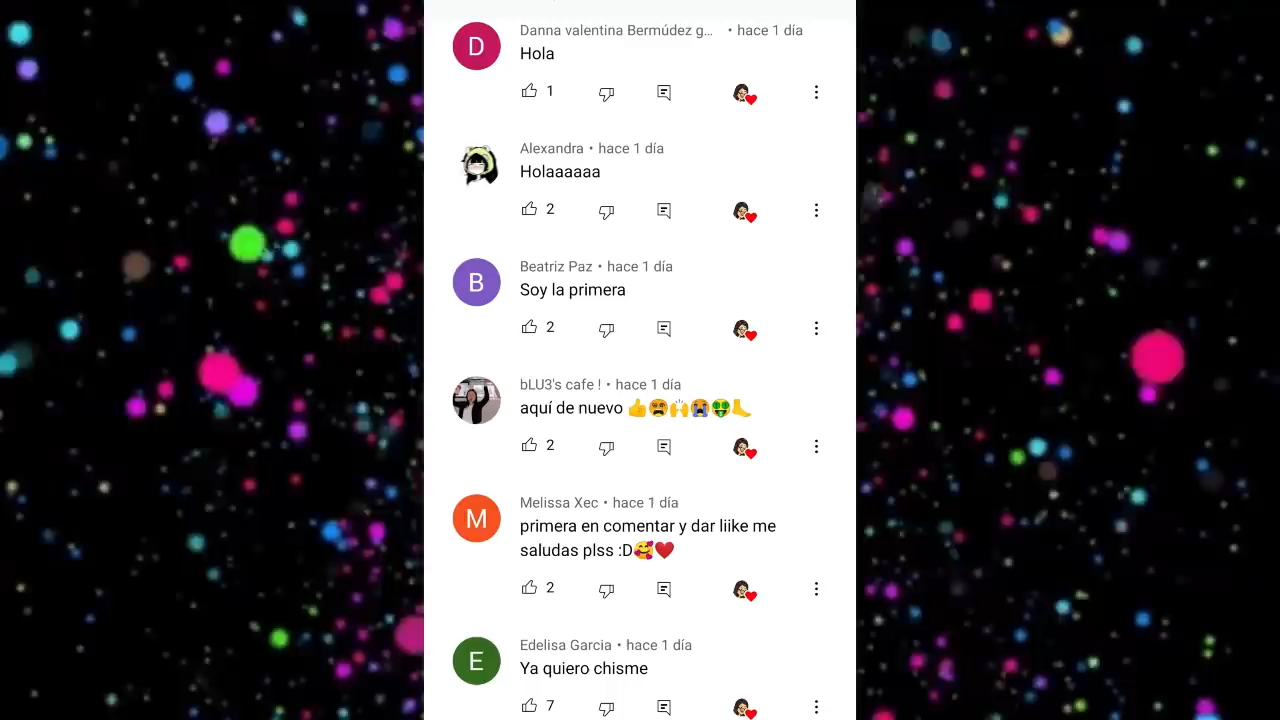 D
Danna valentina Bermúdez g... • hace 1 día
Hola
1
Alexandra • hace 1 día
Holaaaaaa
2
B
Beatriz Paz • hace 1 día
Soy la primera
2
bLU3's cafe ! • hace 1 día
aquí de nuevo 👍😵🙌😭🤑🦶
2
M
Melissa Xec • hace 1 día
primera en comentar y dar liike me
saludas plss :D🥰❤️
2
E
Edelisa Garcia • hace 1 día
Ya quiero chisme
7